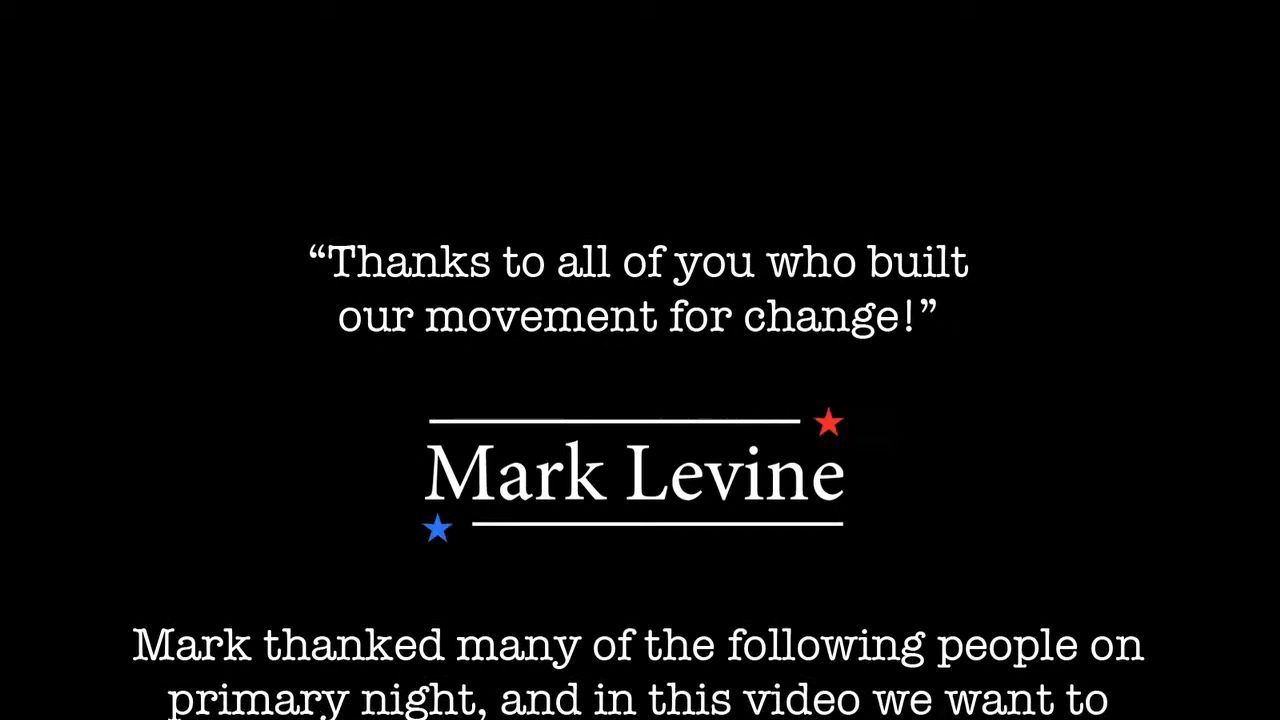 “Thanks to all of you who built
our movement for change!”
Mark Levine
Mark thanked many of the following people on
primary night, and in this video we want to